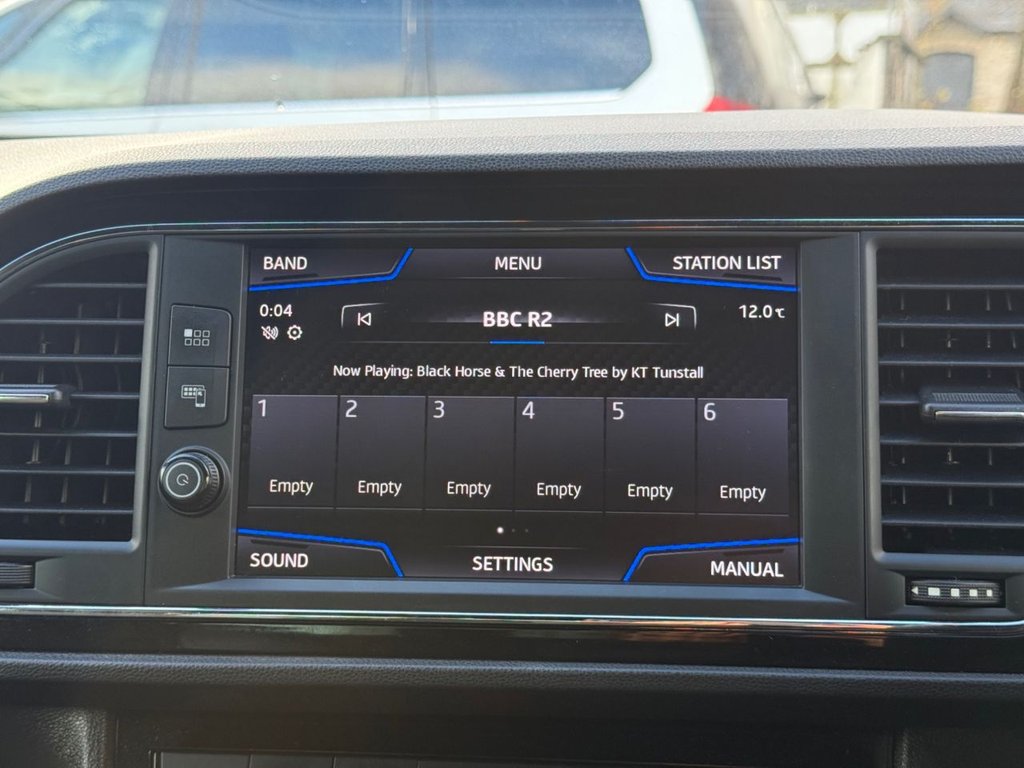 BAND MENU STATION LIST
0:04 BBC R2 12.0℃
Now Playing: Black Horse & The Cherry Tree by KT Tunstall
1 2 3 4 5 6
Empty Empty Empty Empty Empty Empty
SOUND SETTINGS MANUAL